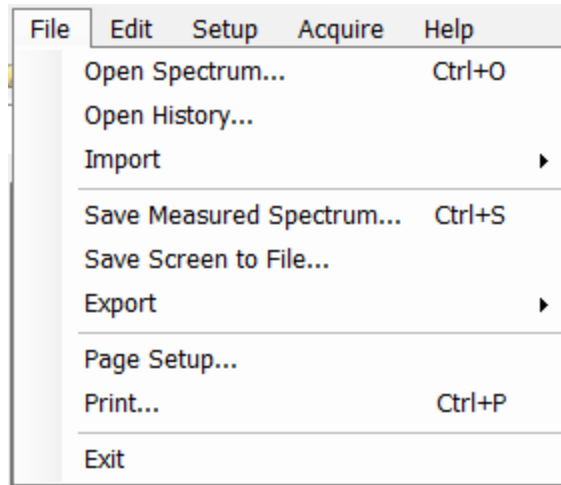 File Edit Setup Acquire Help
Open Spectrum... Ctrl+O
Open History...
Import
Save Measured Spectrum... Ctrl+S
Save Screen to File...
Export
Page Setup...
Print... Ctrl+P
Exit